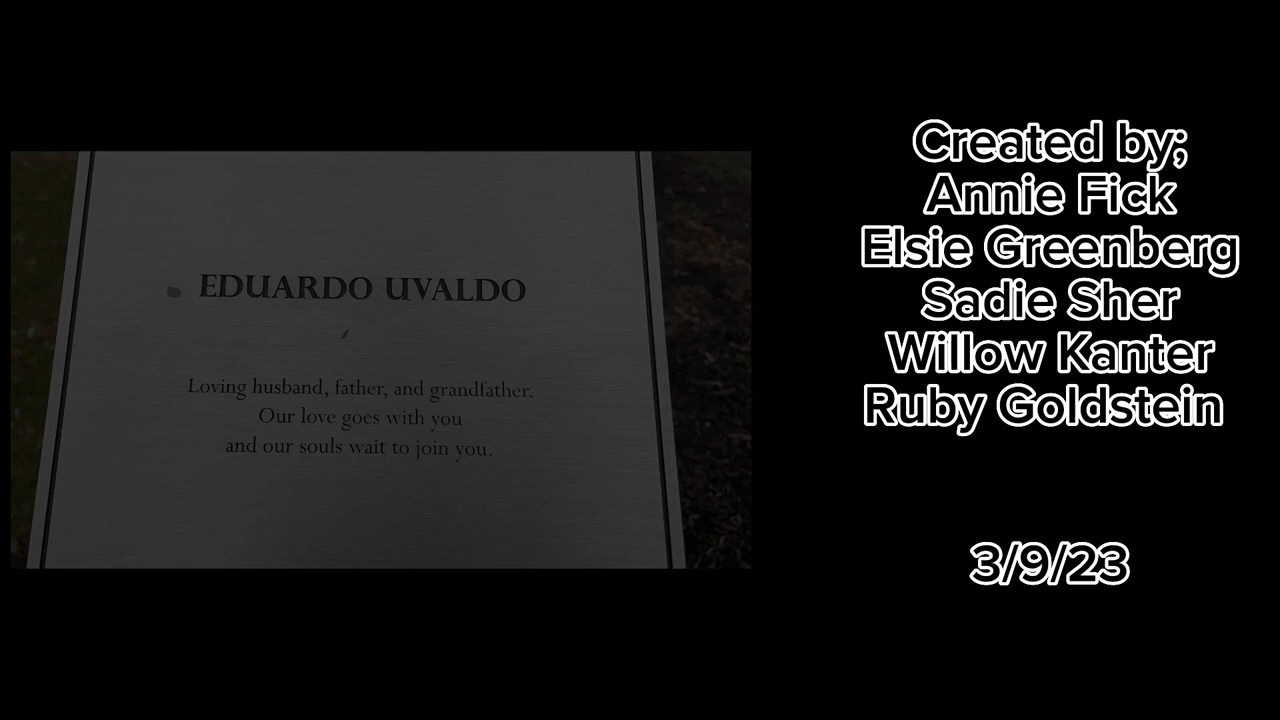 EDUARDO UVALDO
Loving husband, father, and grandfather.
Our love goes with you
and our souls wait to join you.
Created by;
Annie Fick
Elsie Greenberg
Sadie Sher
Willow Kanter
Ruby Goldstein
3/9/23